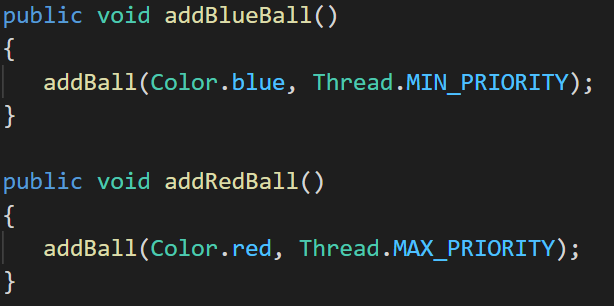 public void addBlueBall()
{
addBall(Color.blue, Thread.MIN_PRIORITY);
}
public void addRedBall()
{
addBall(Color.red, Thread.MAX_PRIORITY);
}